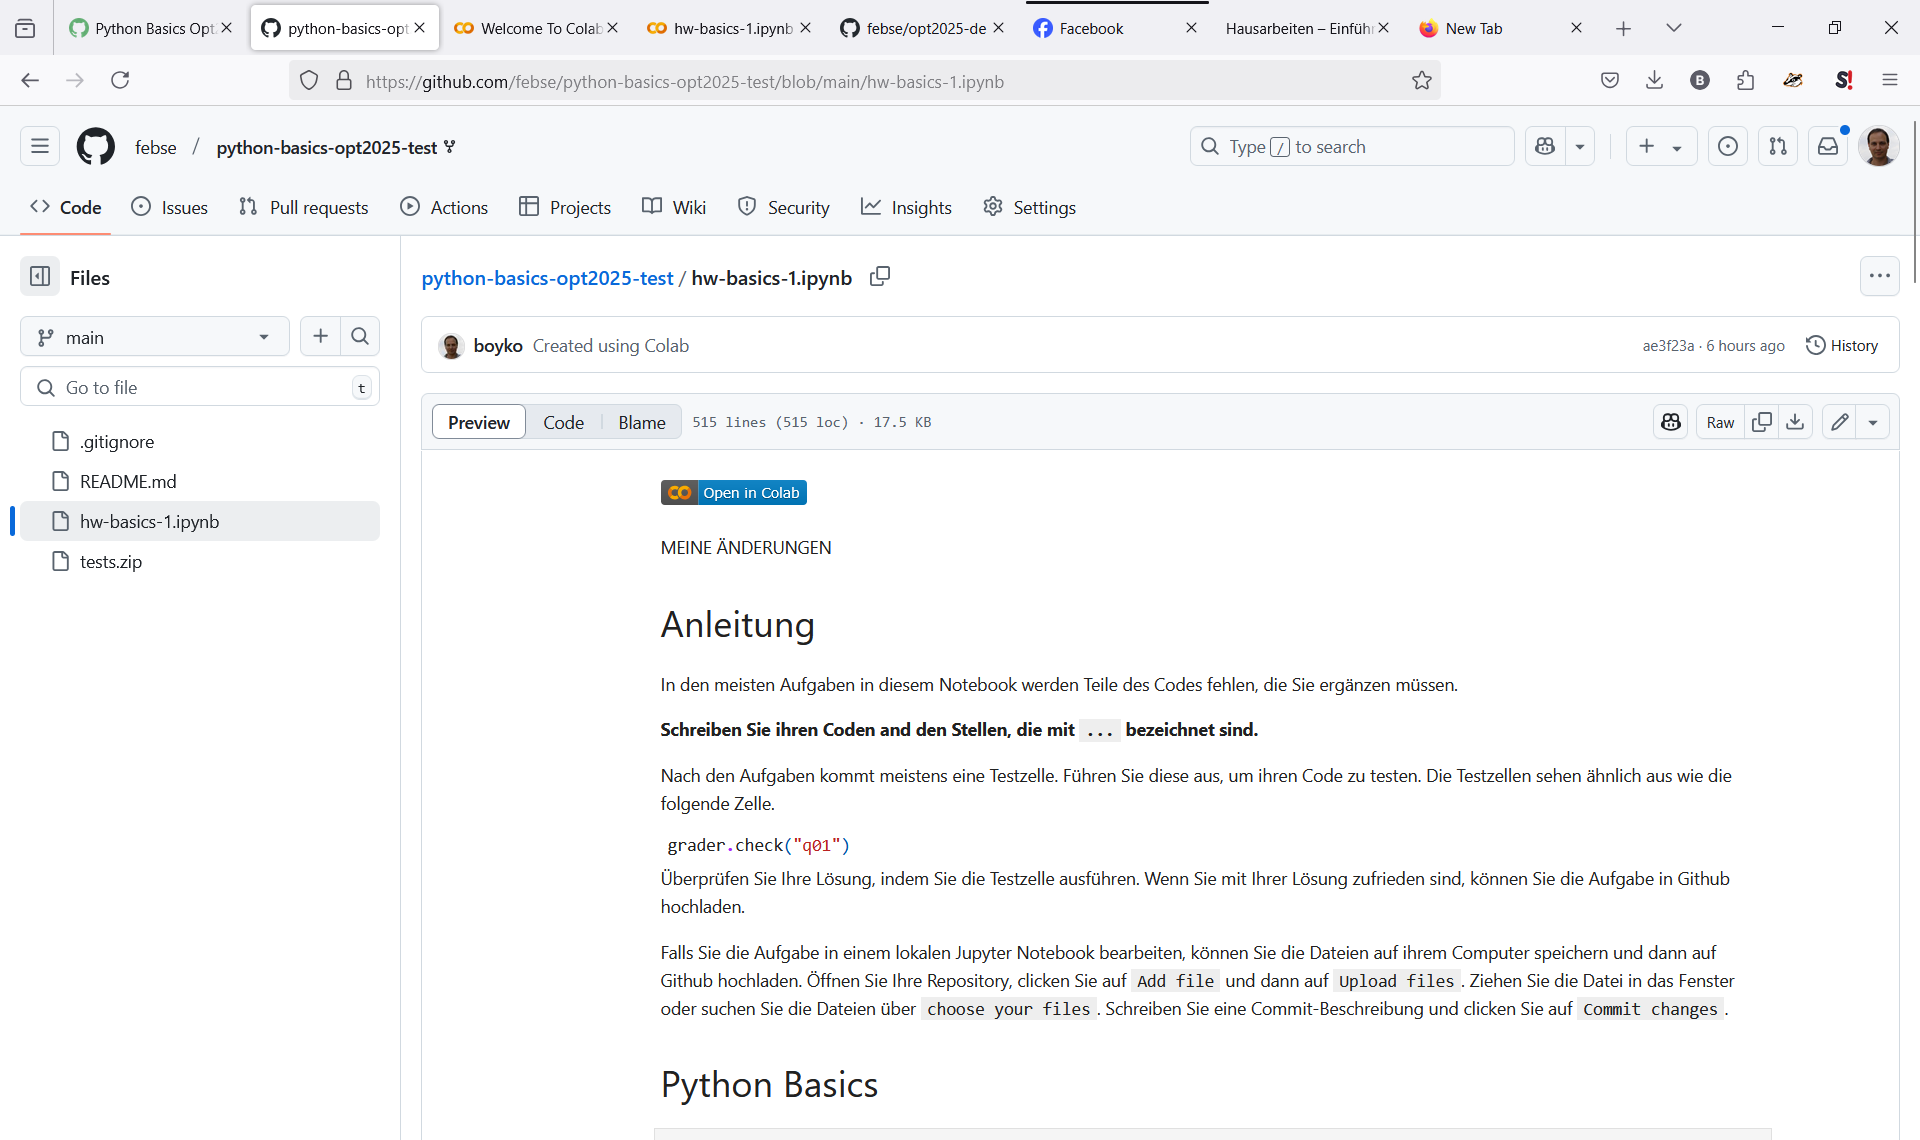 Python Basics Opt
python-basics-opt
Welcome To Colab
hw-basics-1.ipynb
febse/opt2025-de
Facebook
Hausarbeiten – Einführ
New Tab
https://github.com/febse/python-basics-opt2025-test/blob/main/hw-basics-1.ipynb
B
S!
febse / python-basics-opt2025-test
Type / to search
Code
Issues
Pull requests
Actions
Projects
Wiki
Security
Insights
Settings
Files
python-basics-opt2025-test / hw-basics-1.ipynb
main
boyko Created using Colab
ae3f23a · 6 hours ago
History
Go to file
t
Preview Code Blame 515 lines (515 loc) · 17.5 KB
Raw
.gitignore
README.md
hw-basics-1.ipynb
tests.zip
Open in Colab
MEINE ÄNDERUNGEN
Anleitung
In den meisten Aufgaben in diesem Notebook werden Teile des Codes fehlen, die Sie ergänzen müssen.
Schreiben Sie ihren Coden and den Stellen, die mit ... bezeichnet sind.
Nach den Aufgaben kommt meistens eine Testzelle. Führen Sie diese aus, um ihren Code zu testen. Die Testzellen sehen ähnlich aus wie die
folgende Zelle.
grader.check("q01")
Überprüfen Sie Ihre Lösung, indem Sie die Testzelle ausführen. Wenn Sie mit Ihrer Lösung zufrieden sind, können Sie die Aufgabe in Github
hochladen.
Falls Sie die Aufgabe in einem lokalen Jupyter Notebook bearbeiten, können Sie die Dateien auf ihrem Computer speichern und dann auf
Github hochladen. Öffnen Sie Ihre Repository, clicken Sie auf Add file und dann auf Upload files. Ziehen Sie die Datei in das Fenster
oder suchen Sie die Dateien über choose your files. Schreiben Sie eine Commit-Beschreibung und clicken Sie auf Commit changes.
Python Basics